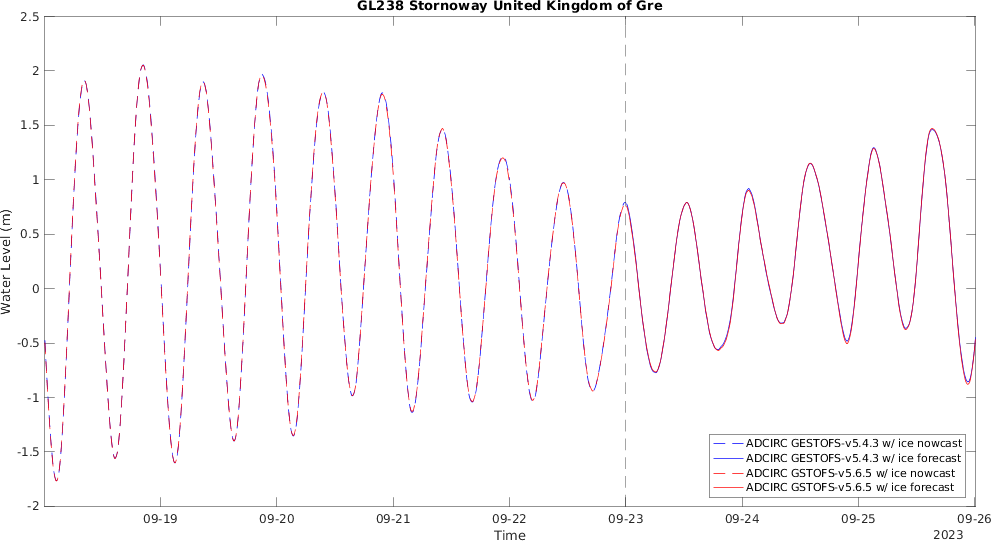 GL238 Stornoway United Kingdom of Gre
2.5
2
1.5
1
0.5
0
-0.5
-1
-1.5
-2
Water Level (m)
ADCIRC GESTOFS-v5.4.3 w/ ice nowcast
ADCIRC GESTOFS-v5.4.3 w/ ice forecast
ADCIRC GSTOFS-v5.6.5 w/ ice nowcast
ADCIRC GSTOFS-v5.6.5 w/ ice forecast
09-19 09-20 09-21 09-22 09-23 09-24 09-25 09-26
Time
2023